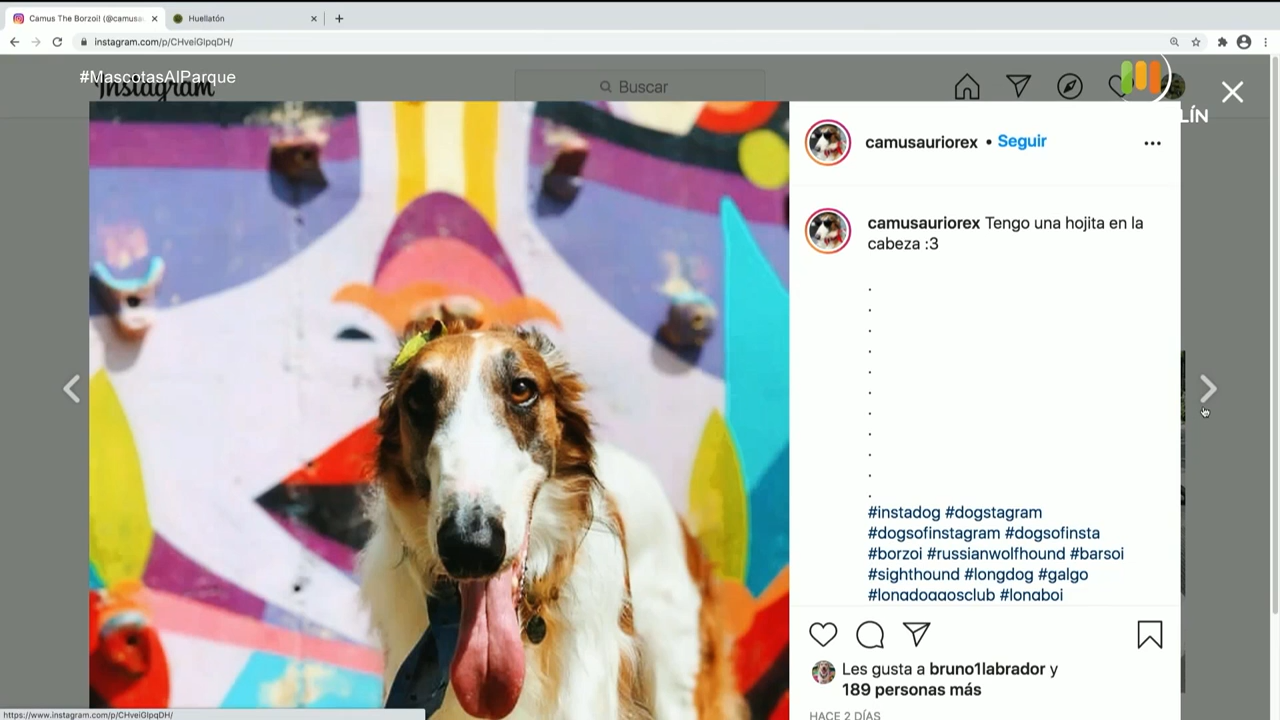 Camus The Borzoi! (@camusau
Huellatón
instagram.com/p/CHveiGlpqDH/
#MascotasAlParque
Instagram
Buscar
LÍN
camusauriorex • Seguir
camusauriorex Tengo una hojita en la
cabeza :3
.
.
.
.
.
.
.
.
.
.
.
#instadog #dogstagram
#dogsofinstagram #dogsofinsta
#borzoi #russianwolfhound #barsoi
#sighthound #longdog #galgo
#longdoggosclub #longboi
Les gusta a bruno1labrador y
189 personas más
HACE 2 DÍAS
https://www.instagram.com/p/CHveiGlpqDH/